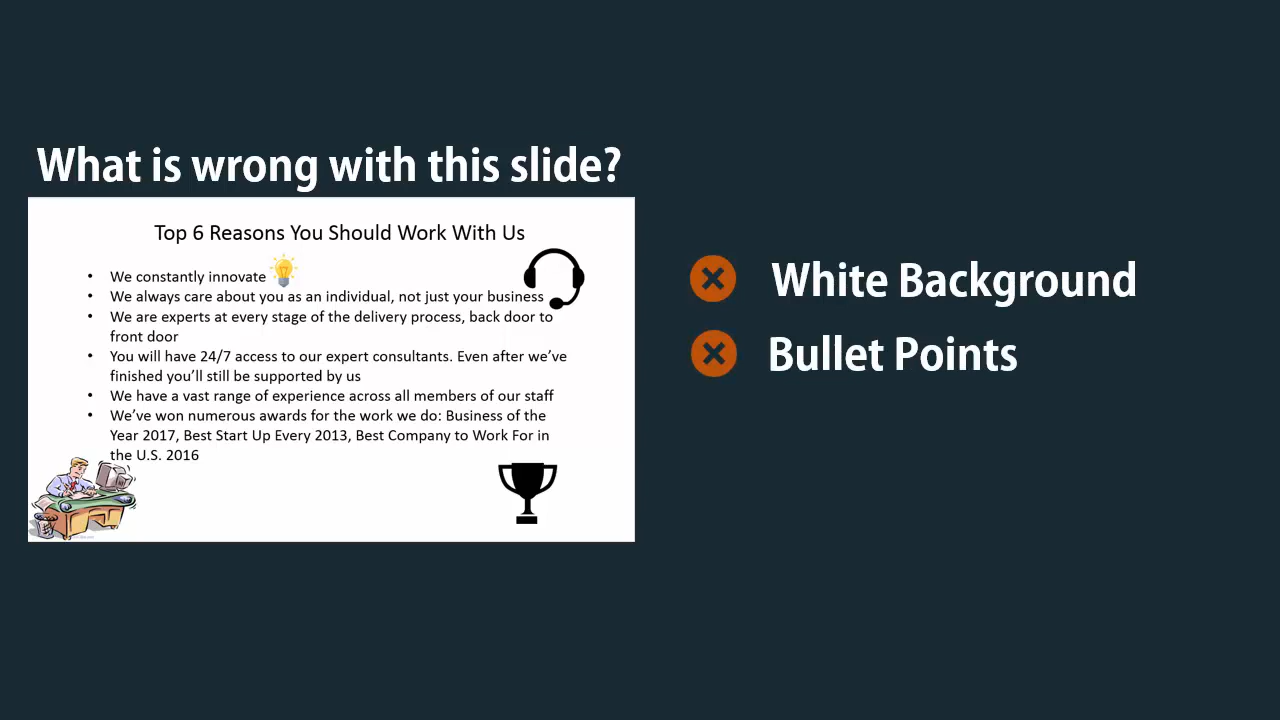 What is wrong with this slide?
Top 6 Reasons You Should Work With Us
• We constantly innovate
• We always care about you as an individual, not just your business
• We are experts at every stage of the delivery process, back door to
front door
• You will have 24/7 access to our expert consultants. Even after we’ve
finished you’ll still be supported by us
• We have a vast range of experience across all members of our staff
• We’ve won numerous awards for the work we do: Business of the
Year 2017, Best Start Up Every 2013, Best Company to Work For in
the U.S. 2016
White Background
Bullet Points